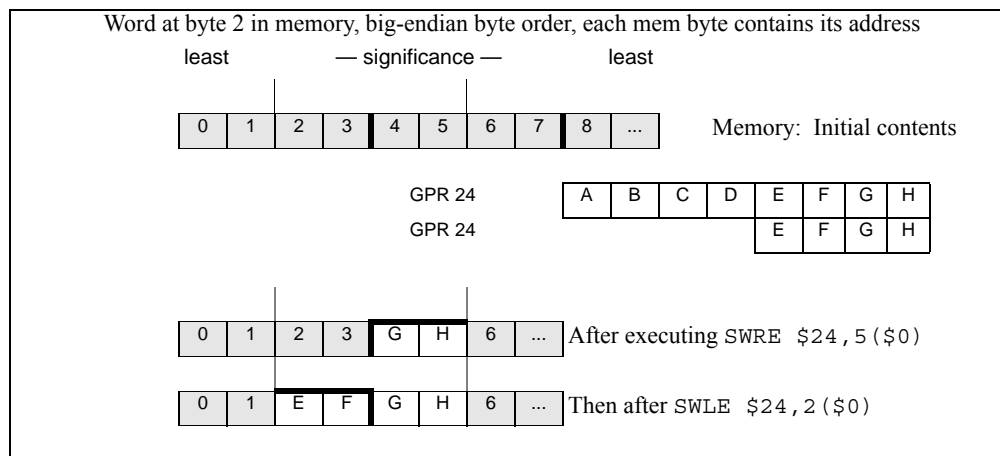 Word at byte 2 in memory, big-endian byte order, each mem byte contains its address
least — significance — least
0 1 2 3 4 5 6 7 8 ... Memory: Initial contents
GPR 24 A B C D E F G H
GPR 24 E F G H
0 1 2 3 G H 6 ... After executing SWRE $24,5($0)
0 1 E F G H 6 ... Then after SWLE $24,2($0)